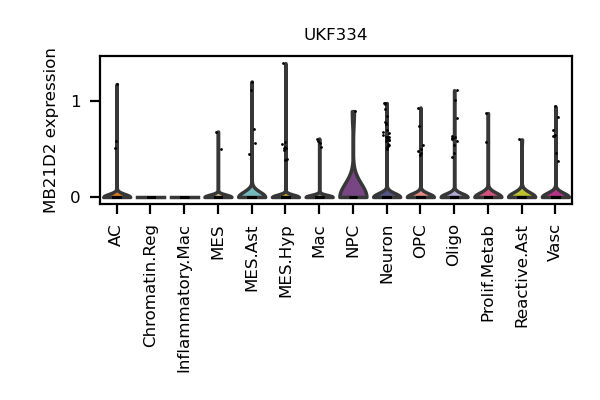 UKF334
MB21D2 expression
1
0
AC
Chromatin.Reg
Inflammatory.Mac
MES
MES.Ast
MES.Hyp
Mac
NPC
Neuron
OPC
Oligo
Prolif.Metab
Reactive.Ast
Vasc